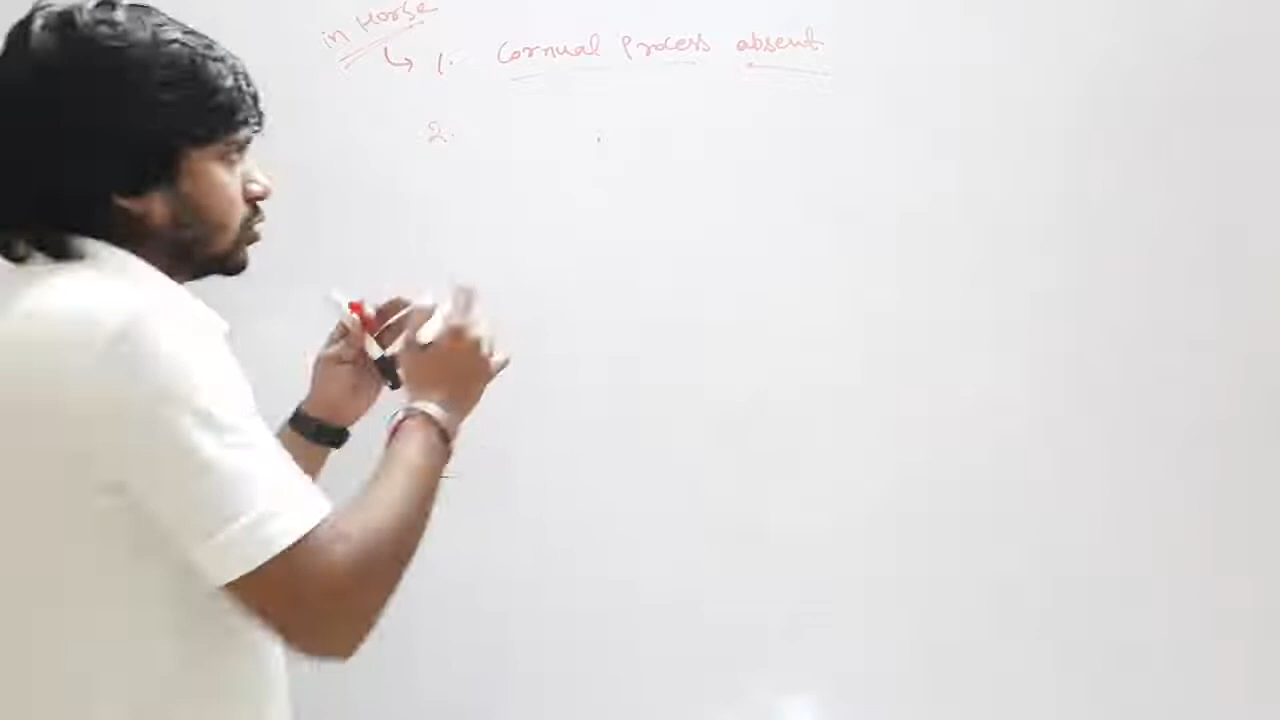 in Horse
↳ 1. Cornual Process absent.
2.